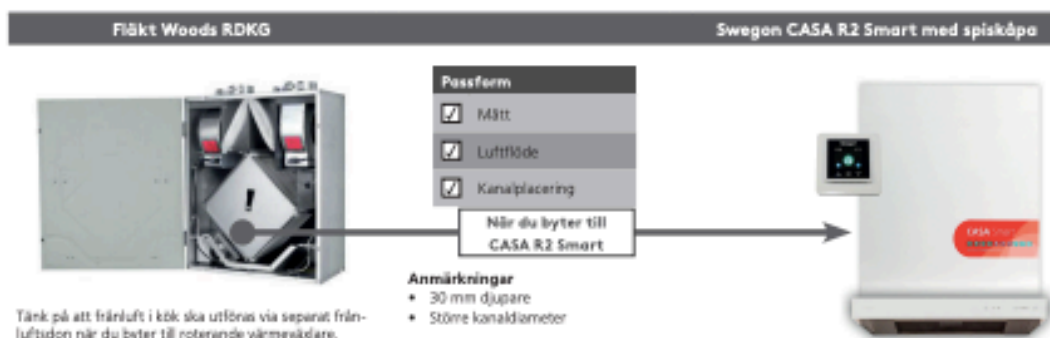 Fläkt Woods RDKG
Swegon CASA R2 Smart med spiskåpa
Passform
Mått
Luftflöde
Kanalplacering
När du byter till
CASA R2 Smart
Anmärkningar
• 30 mm djupare
• Större kanaldiameter
Tänk på att frånluft i kök ska utföras via separat från-
luftsdon när du byter till roterande värmeväxlare.
CASA Smart